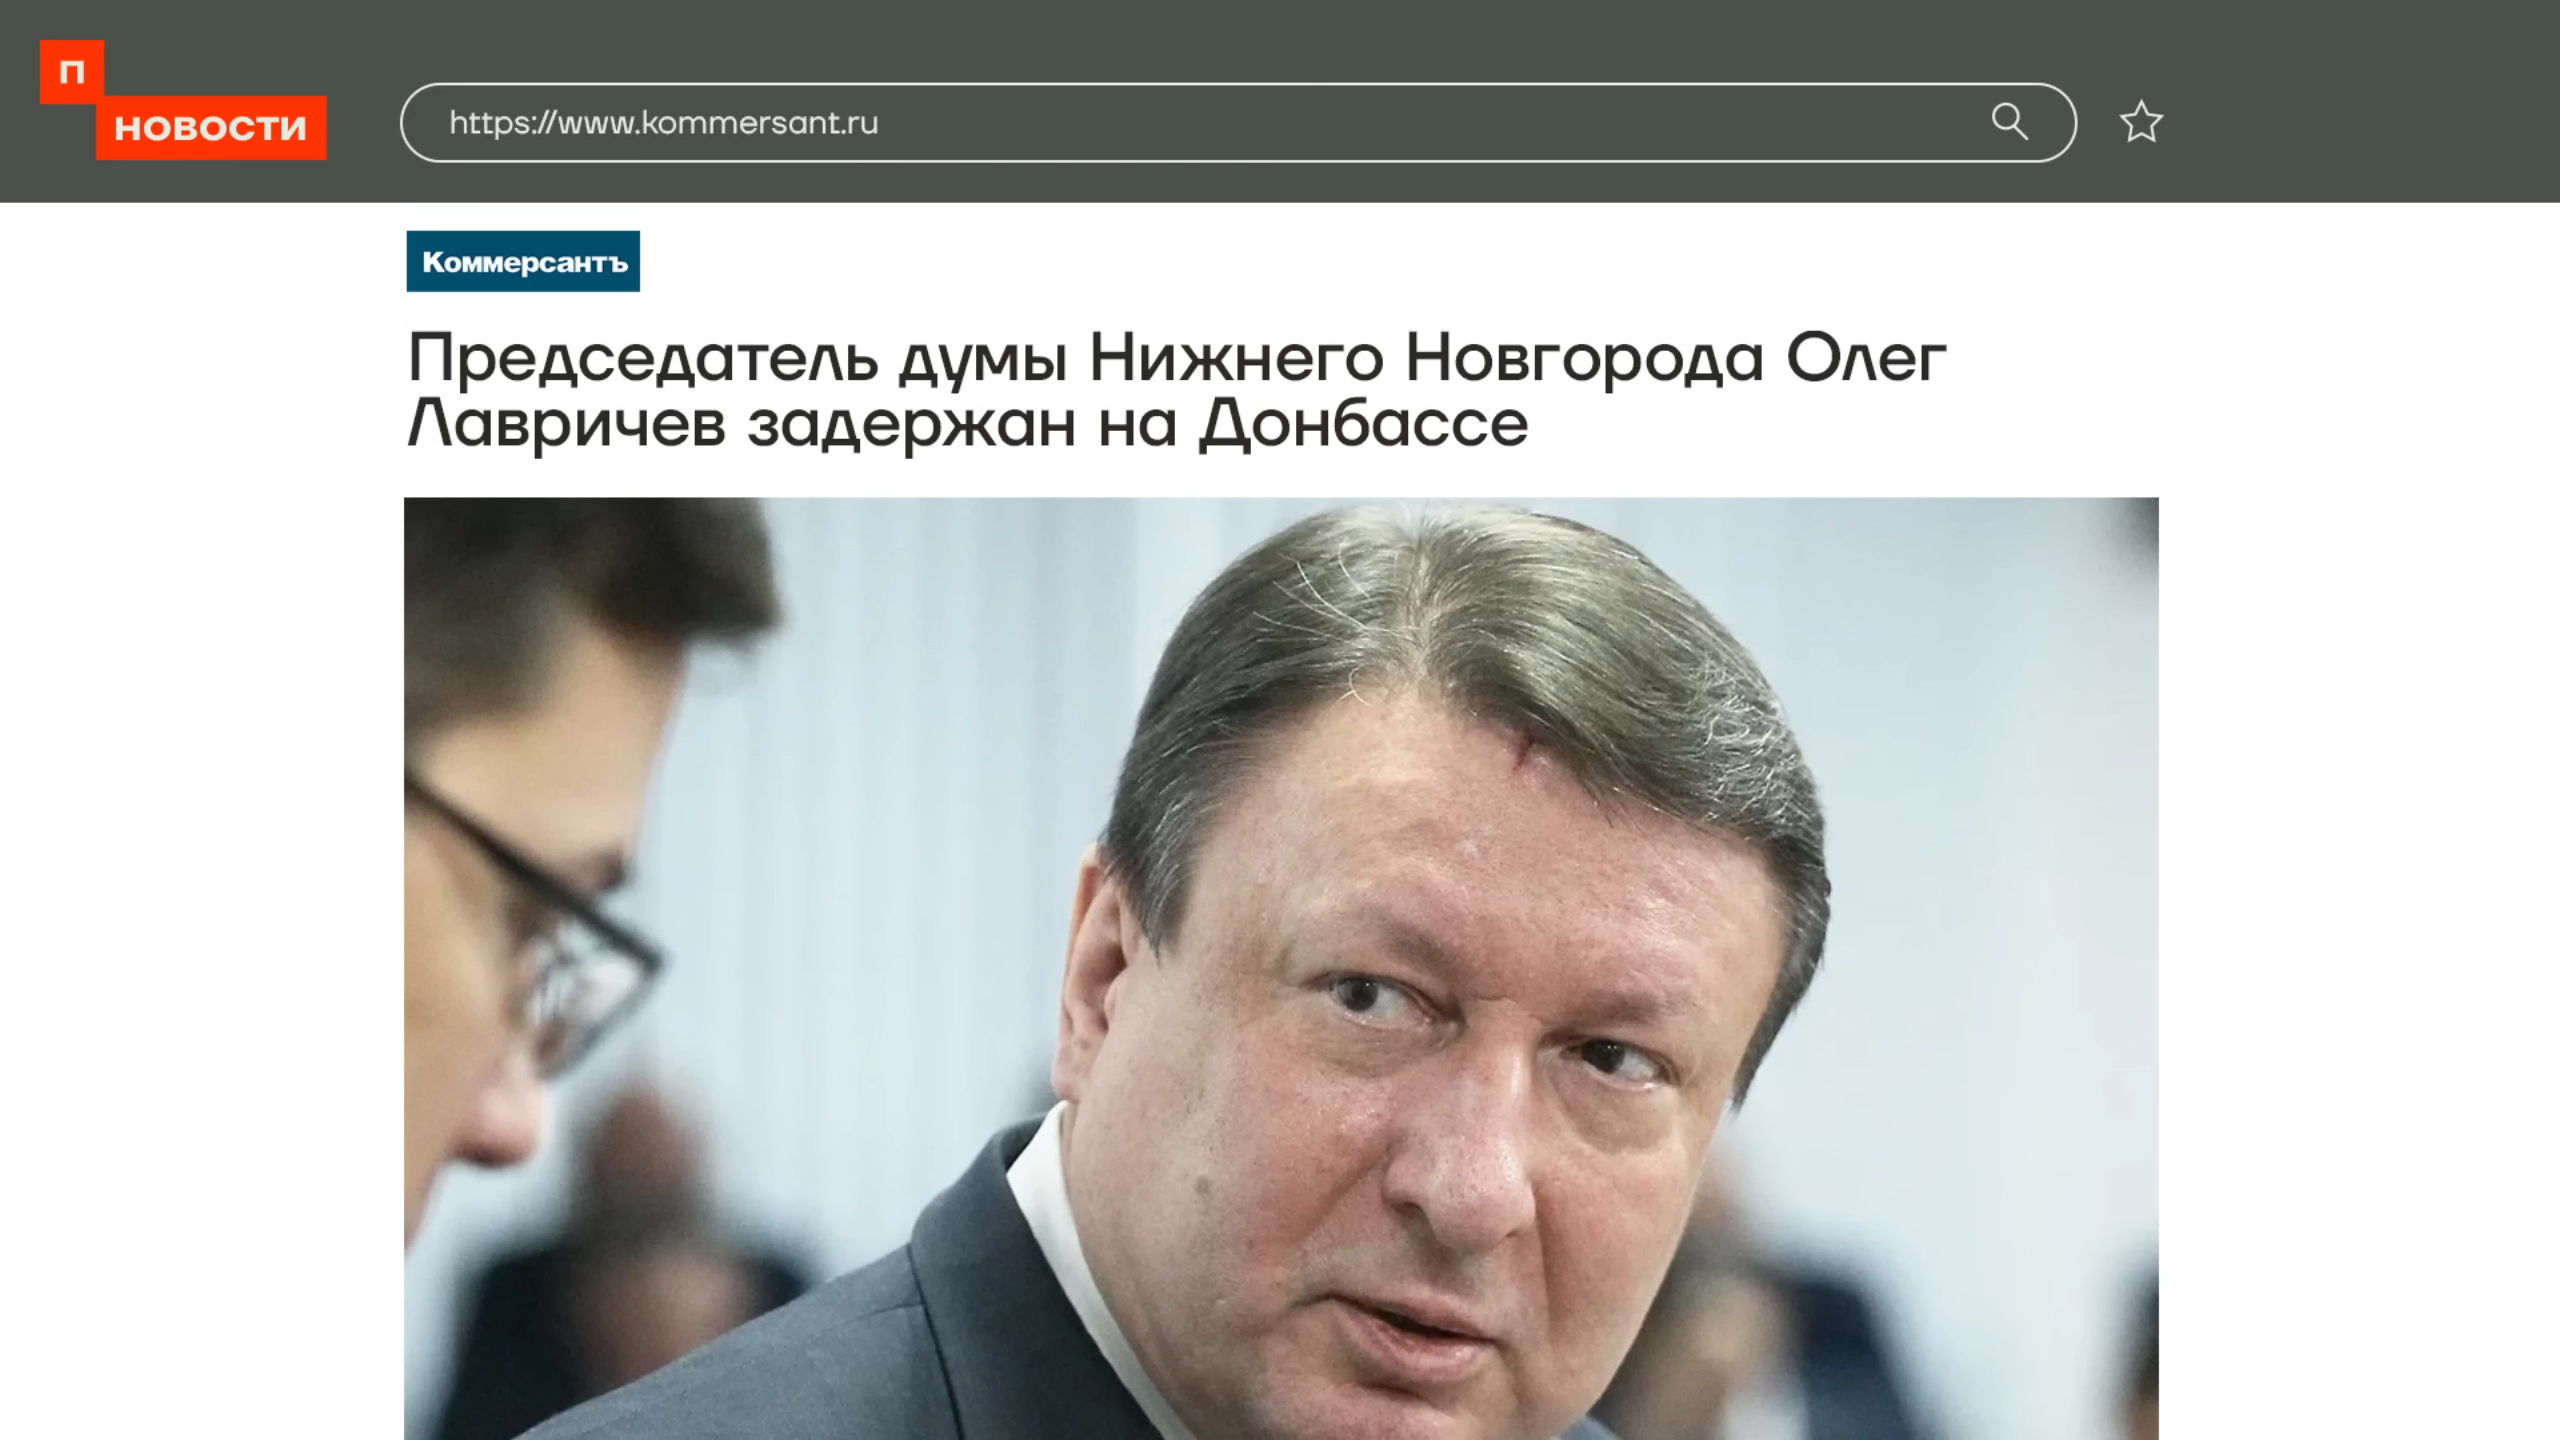 П
НОВОСТИ
https://www.kommersant.ru
Коммерсантъ
Председатель думы Нижнего Новгорода Олег
Лавричев задержан на Донбассе